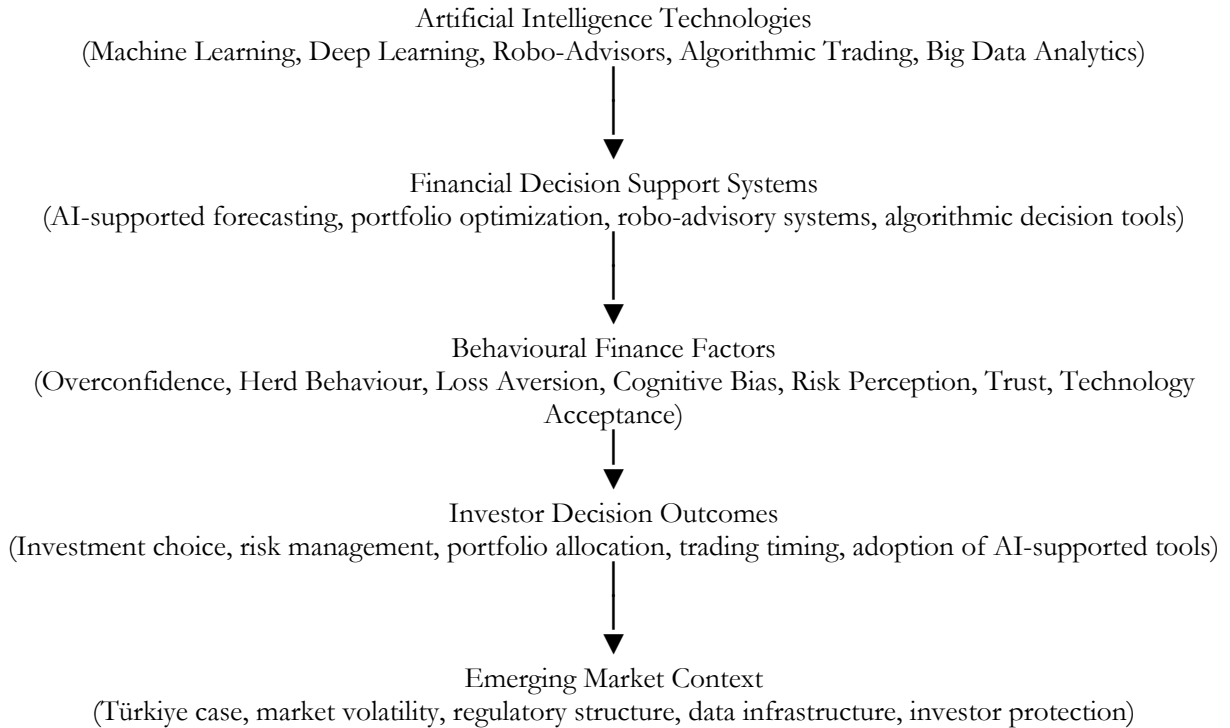 Artificial Intelligence Technologies
(Machine Learning, Deep Learning, Robo-Advisors, Algorithmic Trading, Big Data Analytics)
Financial Decision Support Systems
(AI-supported forecasting, portfolio optimization, robo-advisory systems, algorithmic decision tools)
Behavioural Finance Factors
(Overconfidence, Herd Behaviour, Loss Aversion, Cognitive Bias, Risk Perception, Trust, Technology
Acceptance)
Investor Decision Outcomes
(Investment choice, risk management, portfolio allocation, trading timing, adoption of AI-supported tools)
Emerging Market Context
(Türkiye case, market volatility, regulatory structure, data infrastructure, investor protection)